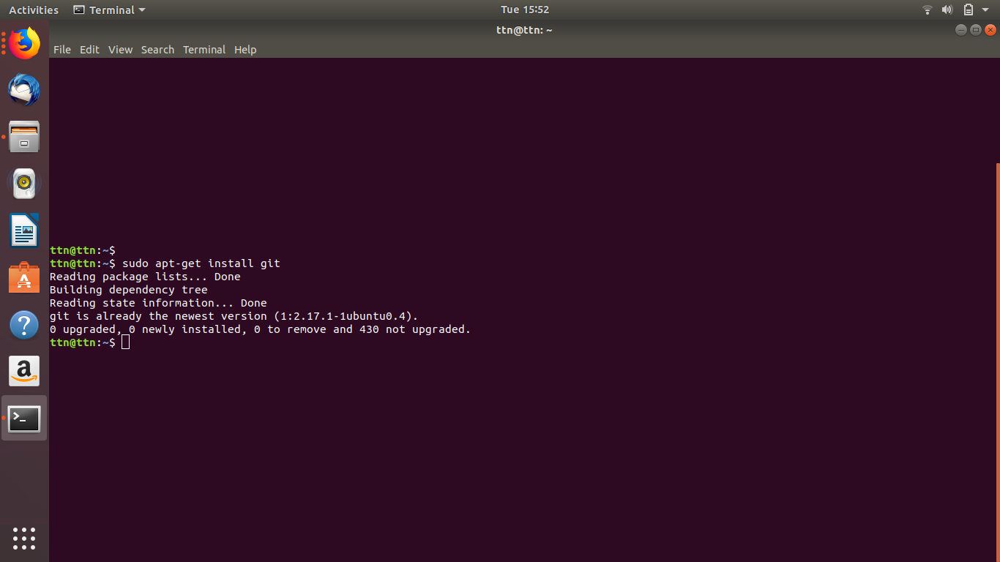 Activities Terminal Tue 15:52
ttn@ttn: ~
File Edit View Search Terminal Help
ttn@ttn:~$
ttn@ttn:~$ sudo apt-get install git
Reading package lists... Done
Building dependency tree
Reading state information... Done
git is already the newest version (1:2.17.1-1ubuntu0.4).
0 upgraded, 0 newly installed, 0 to remove and 430 not upgraded.
ttn@ttn:~$